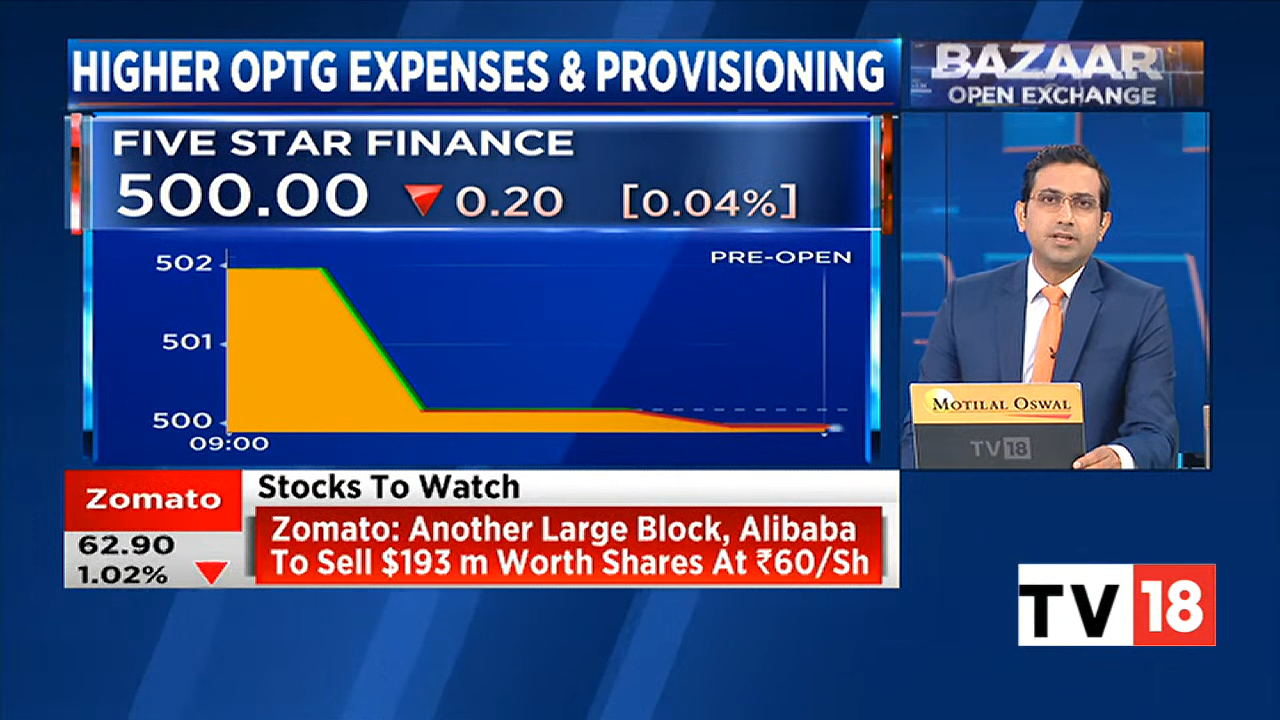 HIGHER OPTG EXPENSES & PROVISIONING
BAZAAR
OPEN EXCHANGE
FIVE STAR FINANCE
500.00 ▼ 0.20 [0.04%]
PRE-OPEN
502
501
500
09:00
MOTILAL OSWAL
TV18
Zomato
62.90
1.02% ▼
Stocks To Watch
Zomato: Another Large Block, Alibaba
To Sell $193 m Worth Shares At ₹60/Sh
TV18